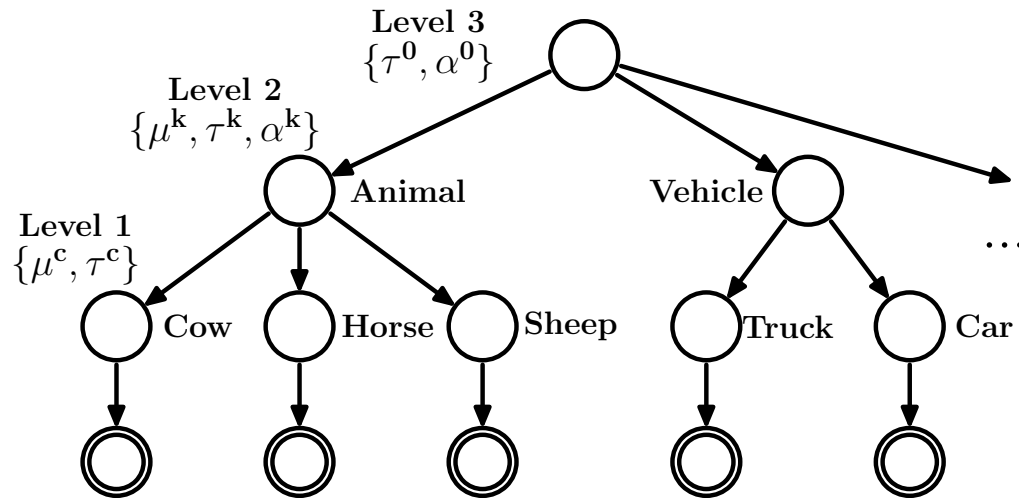 Level 3
{τ⁰, α⁰}
Level 2
{μᵏ, τᵏ, αᵏ}
Animal
Vehicle
Level 1
{μᶜ, τᶜ}
...
Cow
Horse
Sheep
Truck
Car